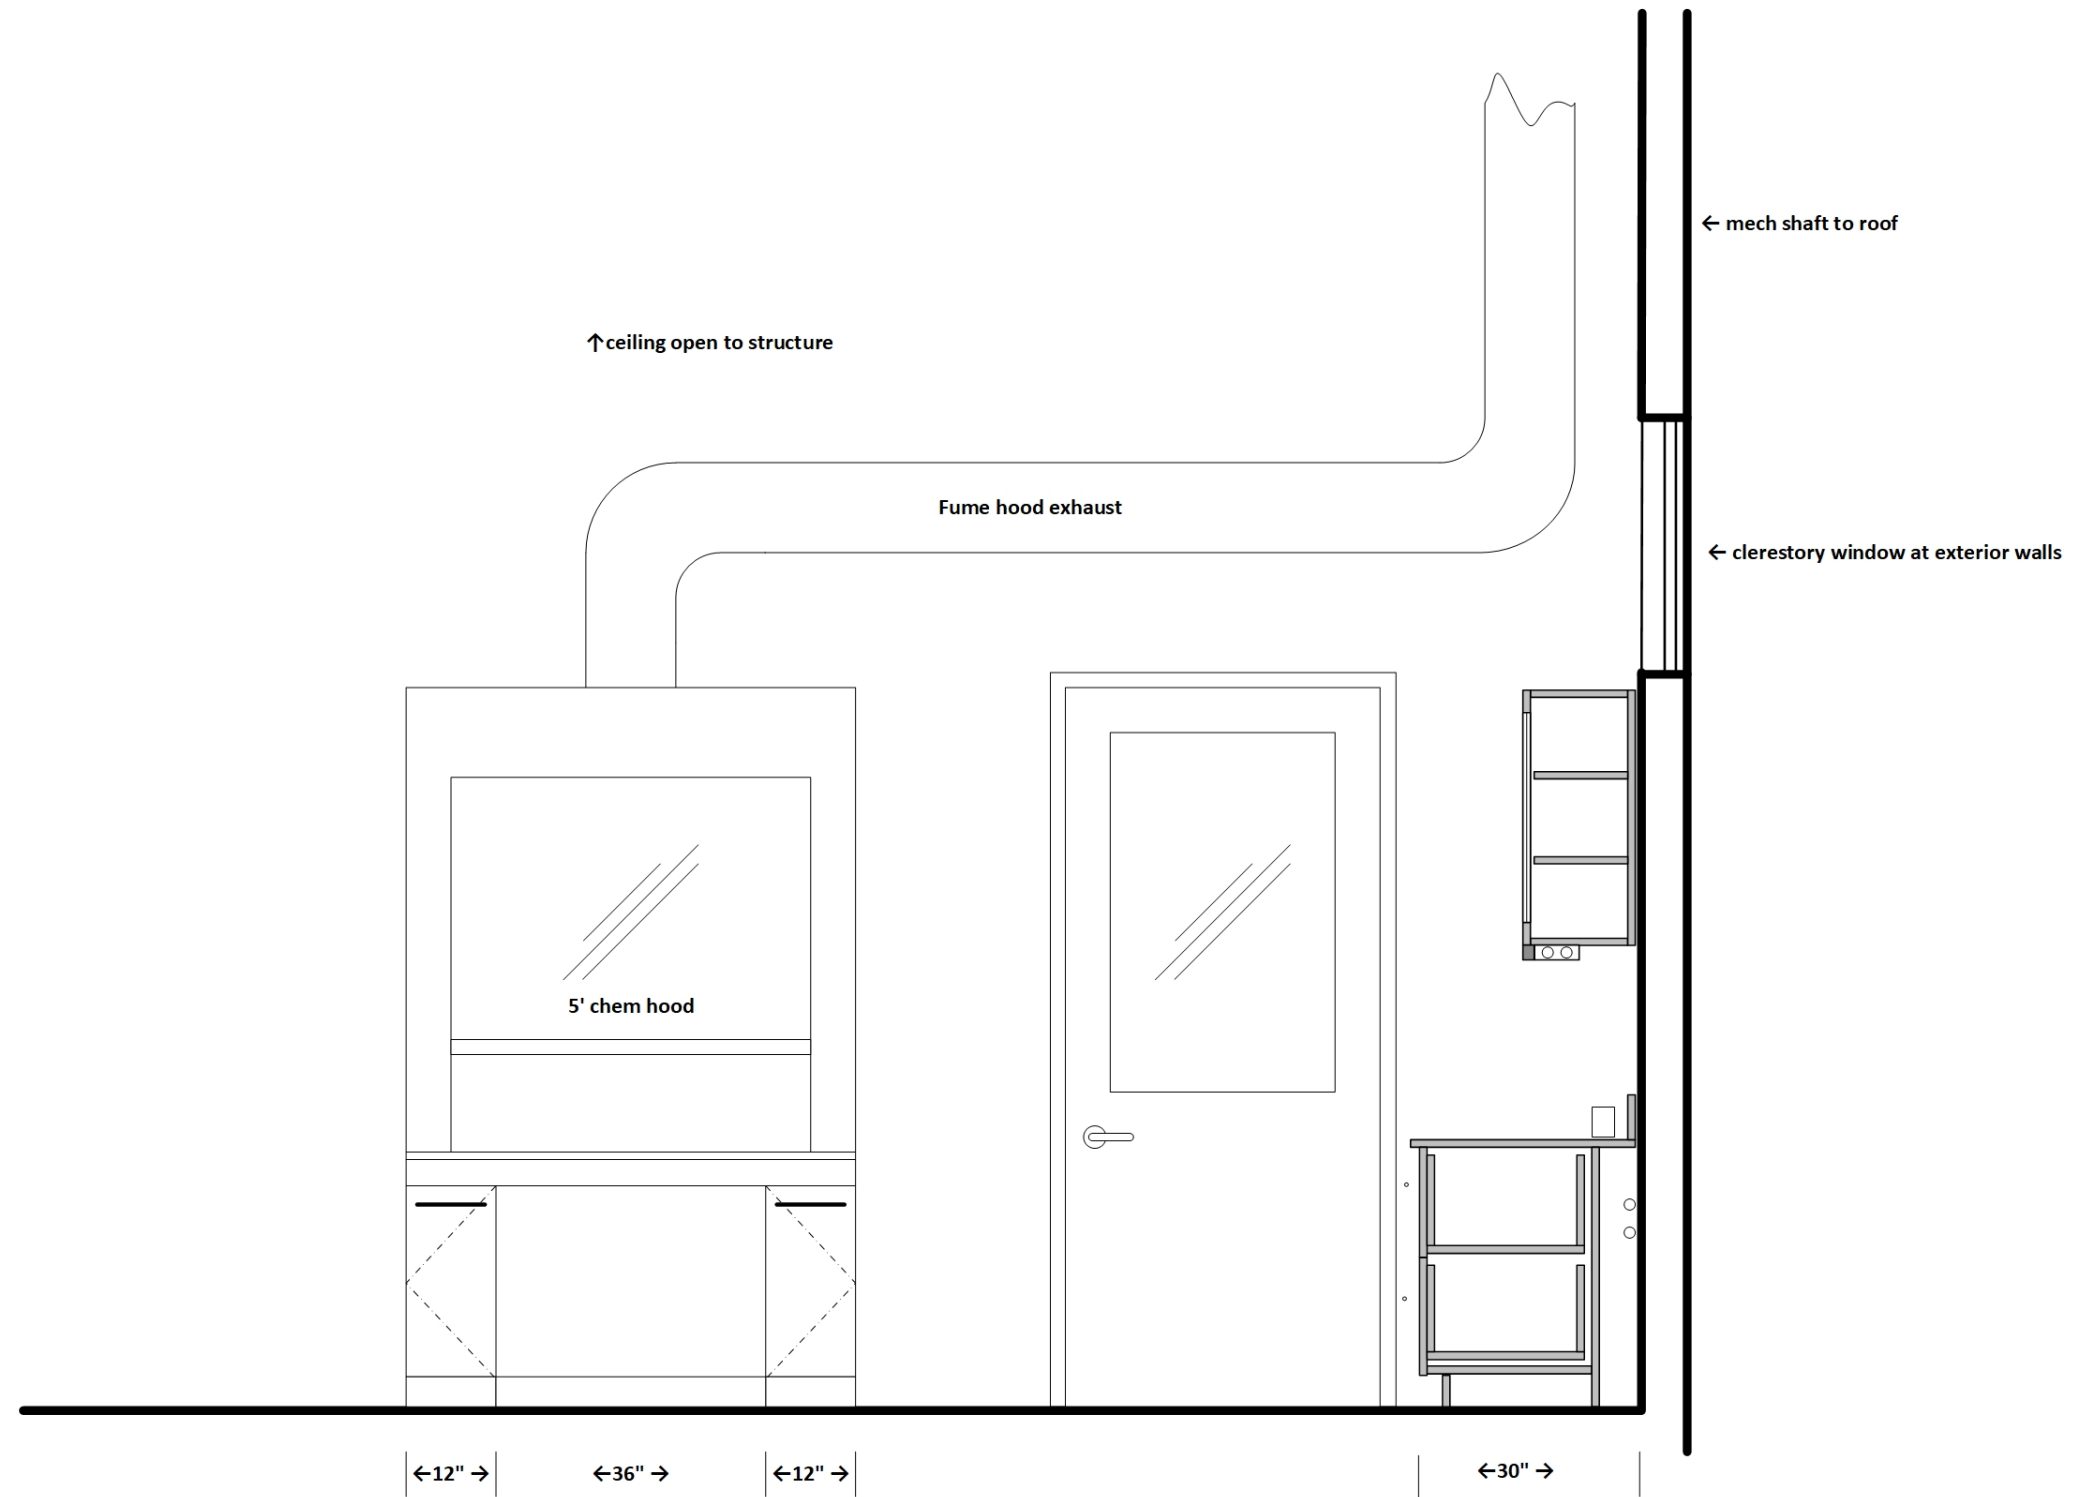 ← mech shaft to roof
↑ceiling open to structure
Fume hood exhaust
← clerestory window at exterior walls
5' chem hood
←12" →
←36" →
←12" →
←30" →